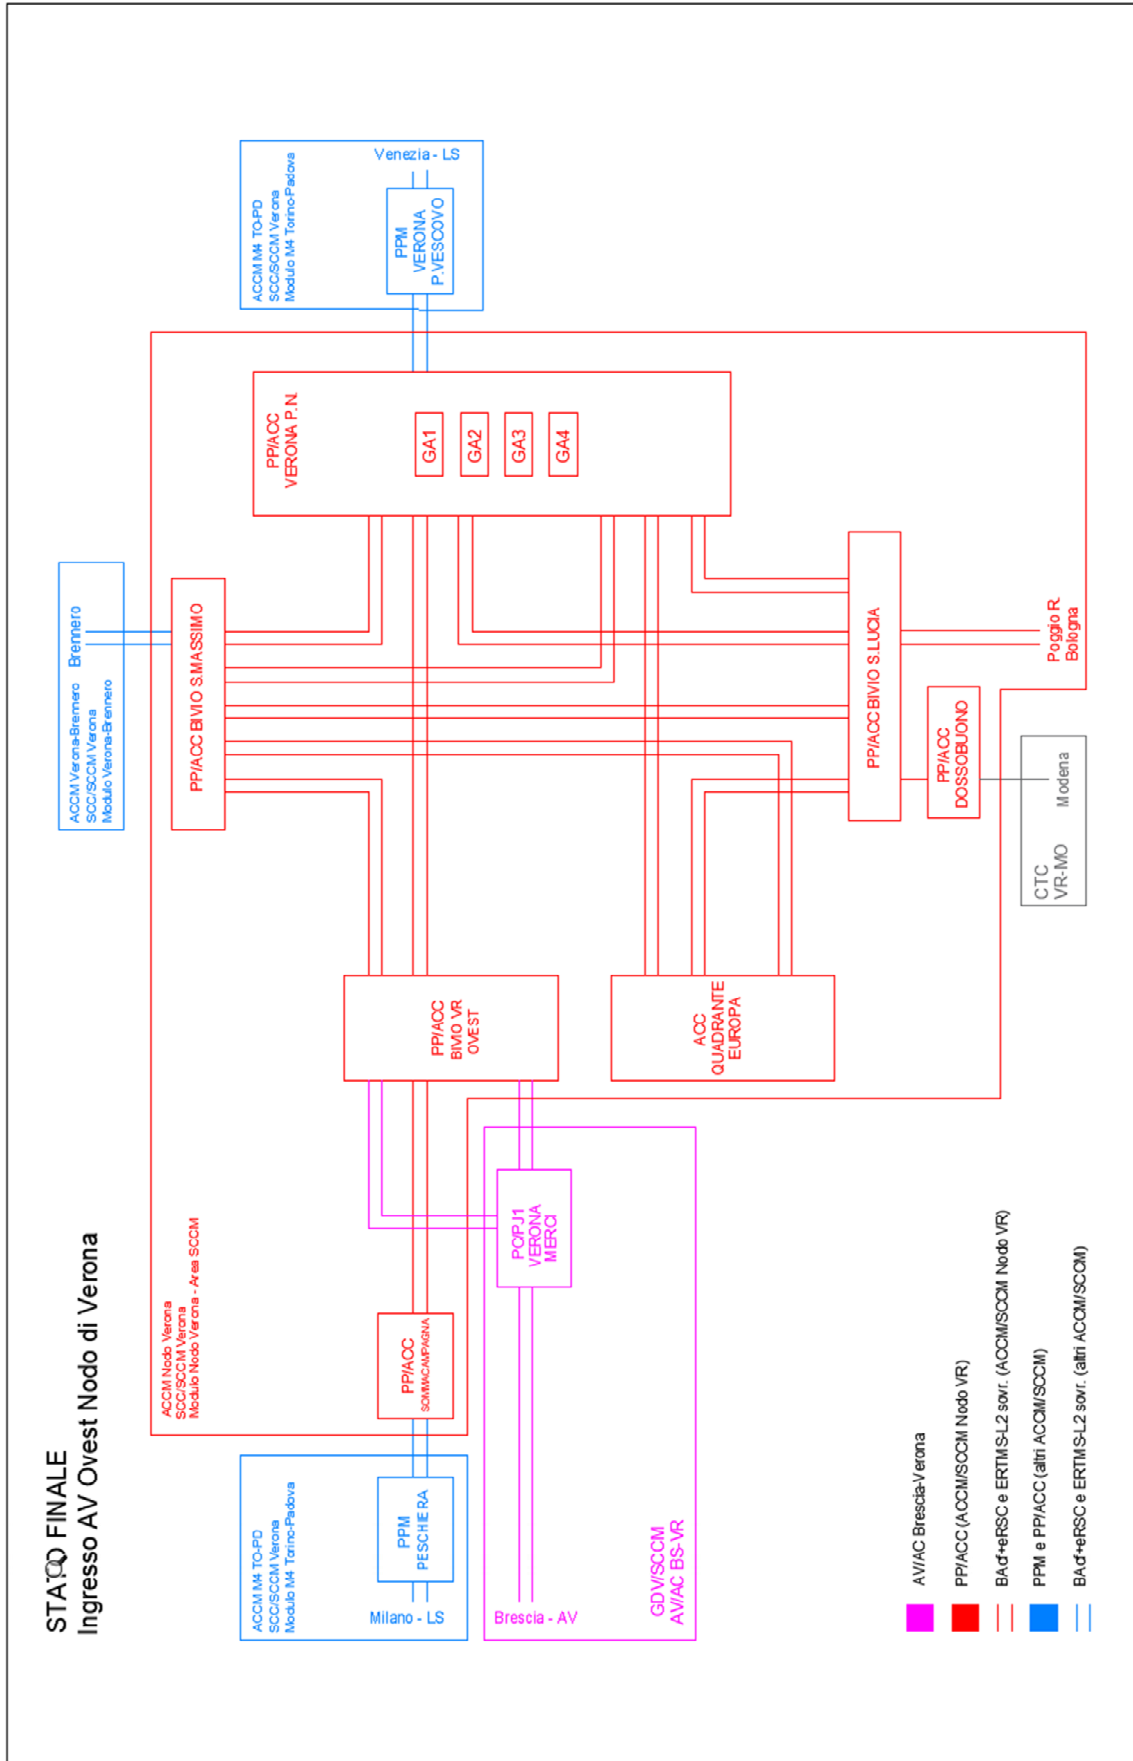 STATO FINALE
Ingresso AV Ovest Nodo di Verona
ACCM M4 TO-PD
SCC/SCCM Verona
Modulo M4 Torino-Padova
Milano - LS
PPM
PESCHIERA
ACCM Nodo Verona
SCC/SCCM Verona
Modulo Nodo Verona - Area SCCM
PP/ACC
SOMMACAMPAGNA
Brescia - AV
PC/PJ1
VERONA
MERCI
GDV/SCCM
AV/AC BS-VR
PP/ACC
BIVIO VR
OVEST
ACC
QUADRANTE
EUROPA
ACCM Verona-Brennero
SCC/SCCM Verona
Modulo Verona-Brennero
Brennero
PP/ACC BIVIO S.MASSIMO
PP/ACC BIVIO S.LUCIA
PP/ACC
DOSSOBUONO
CTC
VR-MO
Modena
Poggio R.
Bologna
PP/ACC
VERONA P.N.
GA1
GA2
GA3
GA4
ACCM M4 TO-PD
SCC/SCCM Verona
Modulo M4 Torino-Padova
Venezia - LS
PPM
VERONA
P.VESCOVO
AV/AC Brescia-Verona
PP/ACC (ACCM/SCCM Nodo VR)
BAcf+eRSC e ERTMS-L2 sovr. (ACCM/SCCM Nodo VR)
PPM e PP/ACC (altri ACCM/SCCM)
BAcf+eRSC e ERTMS-L2 sovr. (altri ACCM/SCCM)